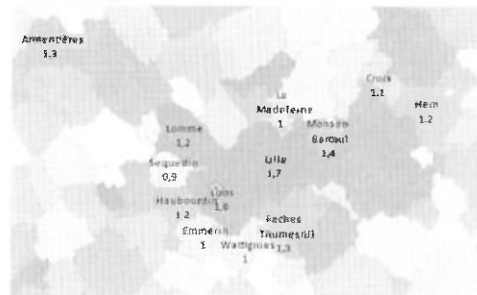 Armentières
1,3
Croix
1,1
Hem
1,2
La
Madeleine
1
Mons en
Baroeul
1,4
Lomme
1,2
Lille
1,7
Sequedin
0,9
Loos
1,6
Haubourdin
1,2
Emmerin
1
Faches
Thumesnil
1,3
Wattignies
1